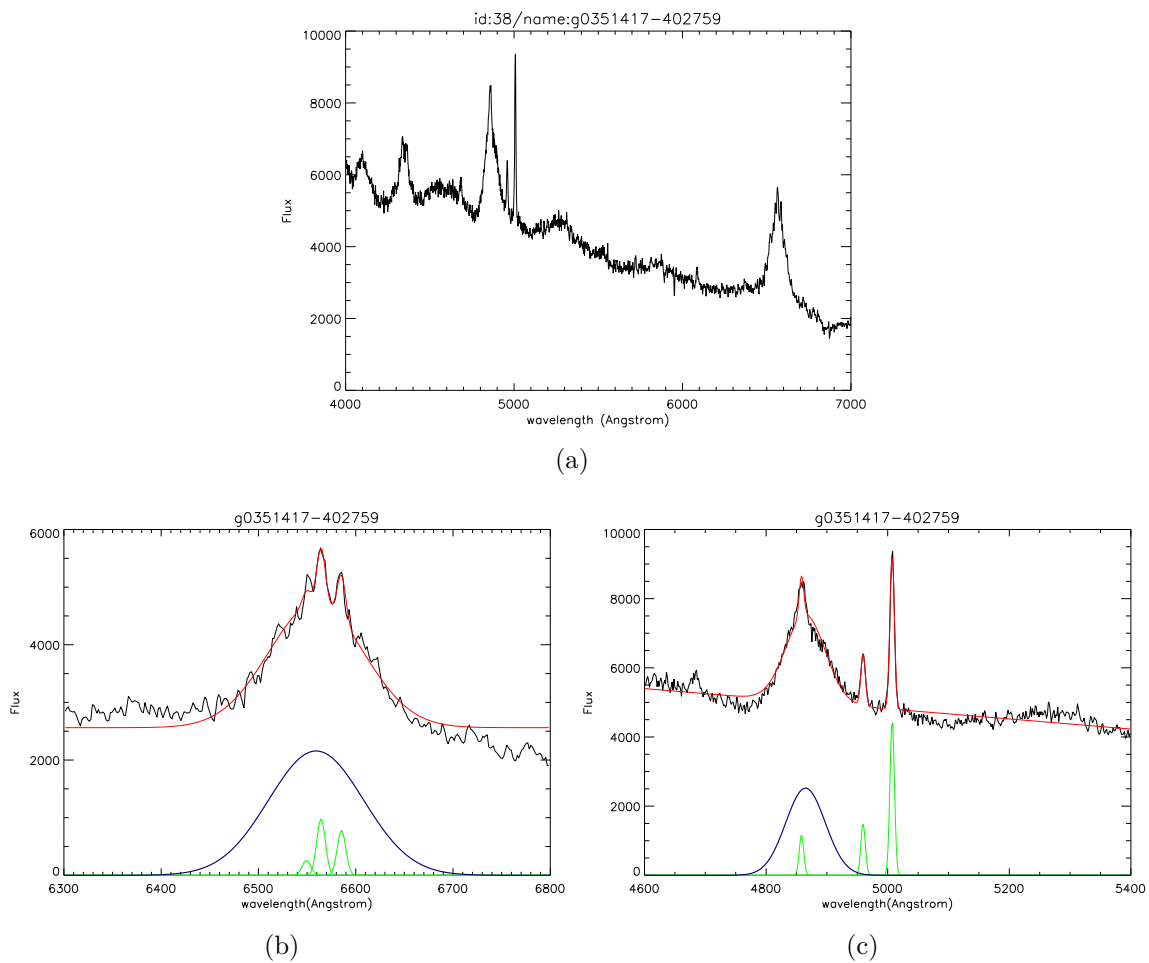 id:38/name:g0351417-402759
10000
8000
6000
4000
2000
0
Flux
4000 5000 6000 7000
wavelength (Angstrom)
(a)
g0351417-402759
6000
4000
2000
0
Flux
6300 6400 6500 6600 6700 6800
wavelength(Angstrom)
(b)
g0351417-402759
10000
8000
6000
4000
2000
0
Flux
4600 4800 5000 5200 5400
wavelength(Angstrom)
(c)